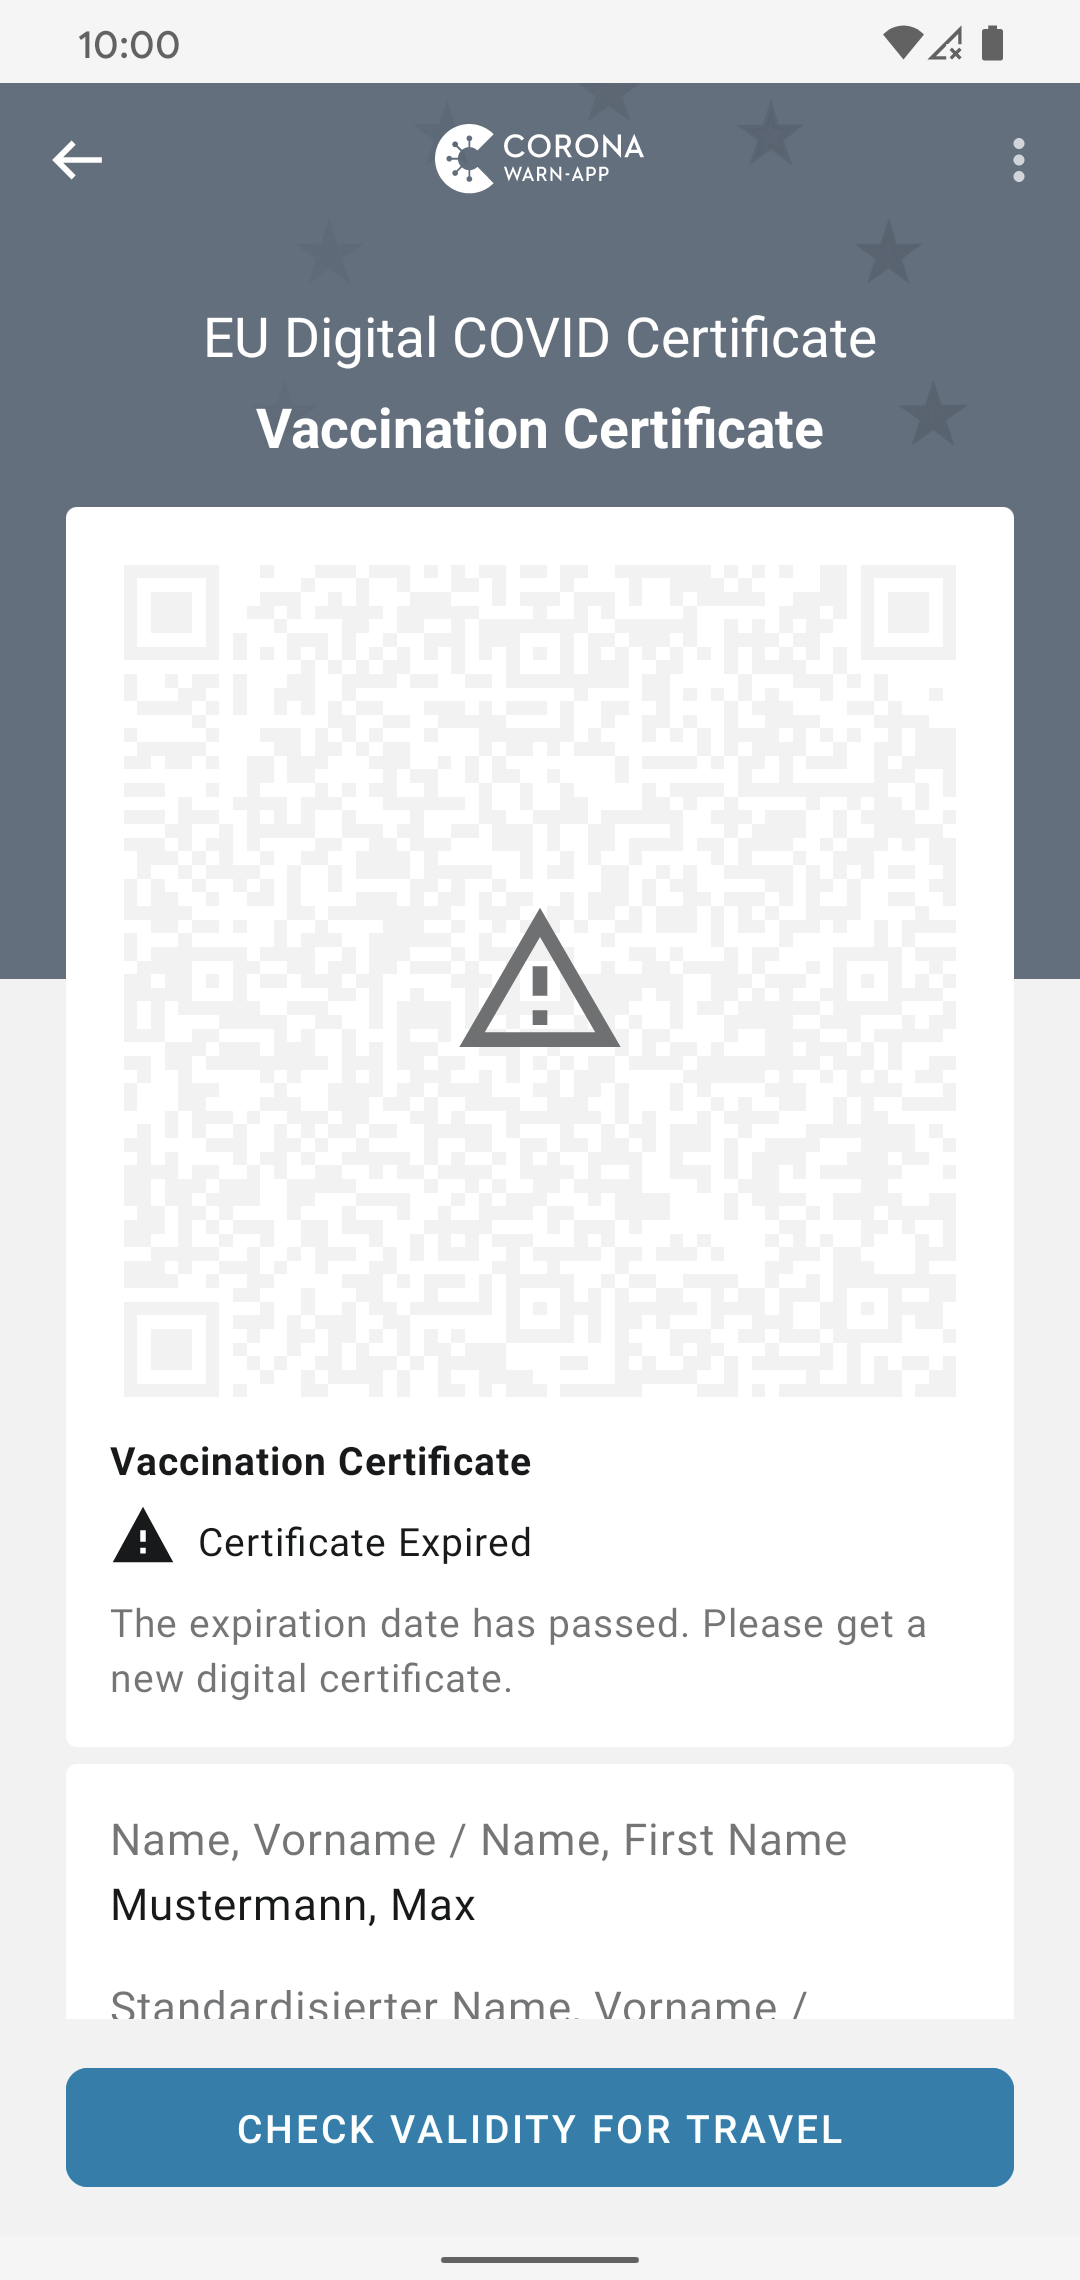 10:00
CORONA
WARN-APP
EU Digital COVID Certificate
Vaccination Certificate
Vaccination Certificate
Certificate Expired
The expiration date has passed. Please get a
new digital certificate.
Name, Vorname / Name, First Name
Mustermann, Max
Standardisierter Name, Vorname /
CHECK VALIDITY FOR TRAVEL